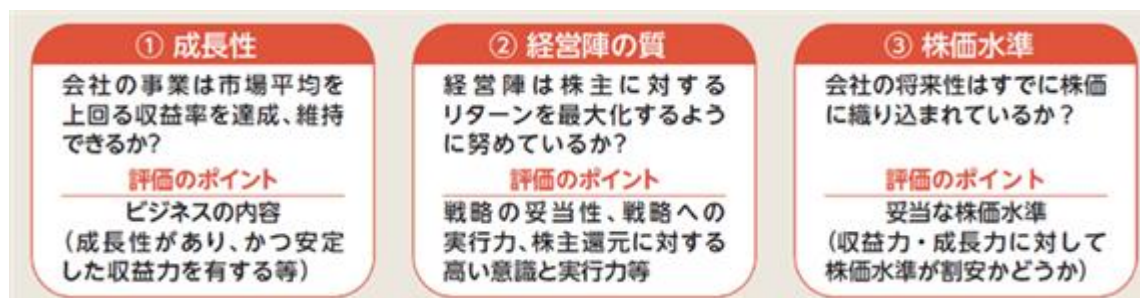 ① 成長性
会社の事業は市場平均を
上回る収益率を達成、維持
できるか?
評価のポイント
ビジネスの内容
(成長性があり、かつ安定
した収益力を有する等)
② 経営陣の質
経営陣は株主に対する
リターンを最大化するよう
に努めているか?
評価のポイント
戦略の妥当性、戦略への
実行力、株主還元に対する
高い意識と実行力等
③ 株価水準
会社の将来性はすでに株価
に織り込まれているか?
評価のポイント
妥当な株価水準
(収益力・成長力に対して
株価水準が割安かどうか)